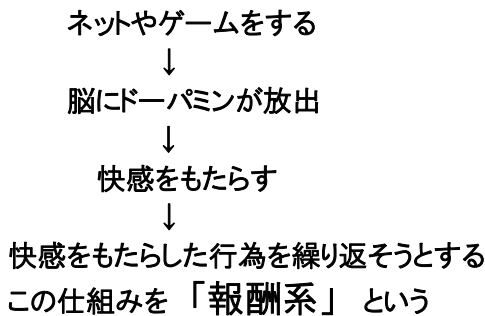 ネットやゲームをする
↓
脳にドーパミンが放出
↓
快感をもたらす
↓
快感をもたらした行為を繰り返そうとする
この仕組みを「報酬系」という